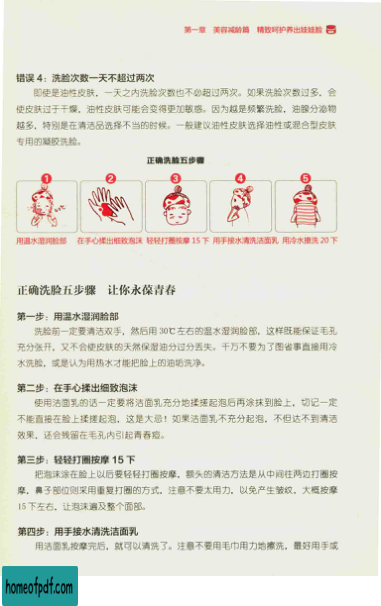 第一章 美容减龄篇 精致呵护养出娃娃脸
错误 4：洗脸次数一天不超过两次
即使是油性皮肤，一天之内洗脸次数也不必超过两次。如果洗脸次数过多，会
使皮肤过于干燥，油性皮肤可能会变得更加敏感。因为越是频繁洗脸，油腺分泌物
越多，特别是在清洁品选择不当的时候。一般建议油性皮肤选择油性或混合型皮肤
专用的凝胶洗脸。
正确洗脸五步骤
1 2 3 4 5
用温水湿润脸部 在手心揉出细致泡沫 轻轻打圈按摩 15 下 用手接水清洗洁面乳 用冷水撩洗 20 下
正确洗脸五步骤 让你永葆青春
第一步：用温水湿润脸部
洗脸前一定要清洁双手，然后用 30℃左右的温水湿润脸部，这样既能保证毛孔
充分张开，又不会使皮肤的天然保湿油分过分丢失。千万不要为了图省事直接用冷
水洗脸，或是认为用热水才能把脸上的油垢洗净。
第二步：在手心揉出细致泡沫
使用洁面乳的话一定要将洁面乳充分地揉搓起泡后再涂抹到脸上，切记一定
不能直接在脸上揉搓起泡，这是大忌！如果洁面乳不充分起泡，不但达不到清洁
效果，还会残留在毛孔内引起青春痘。
第三步：轻轻打圈按摩 15 下
把泡沫涂在脸上以后要轻轻打圈按摩，额头的清洁方法是从中间往两边打圈按
摩，鼻子部位则采用重复打圈的方式，注意不要太用力，以免产生皱纹，大概按摩
15 下左右，让泡沫遍及整个面部。
第四步：用手接水清洗洁面乳
用洁面乳按摩完后，就可以清洗了。注意不要用毛巾用力地擦洗，最好用手或
homeofpdf.com